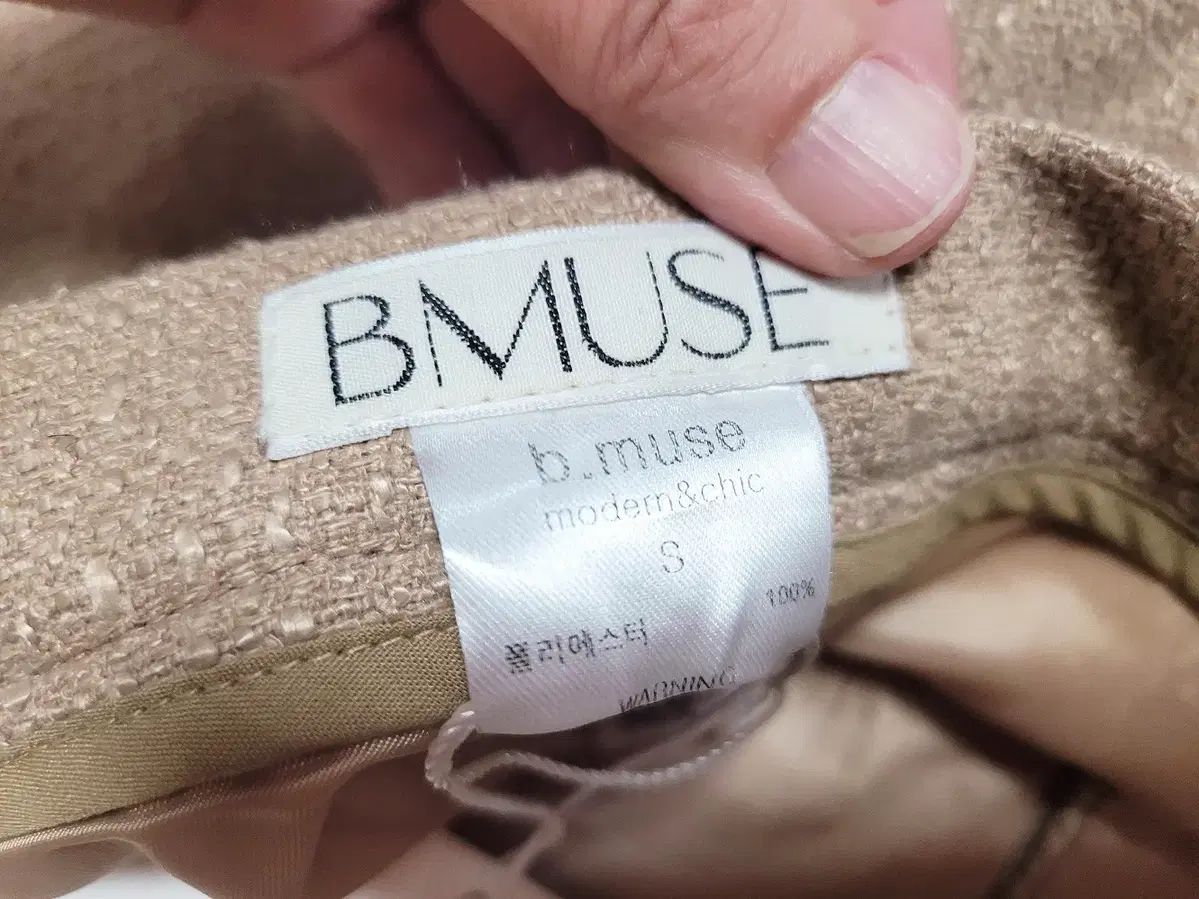 BMUSE
b.muse
modern&chic
S
폴리에스터 100%
WARNING